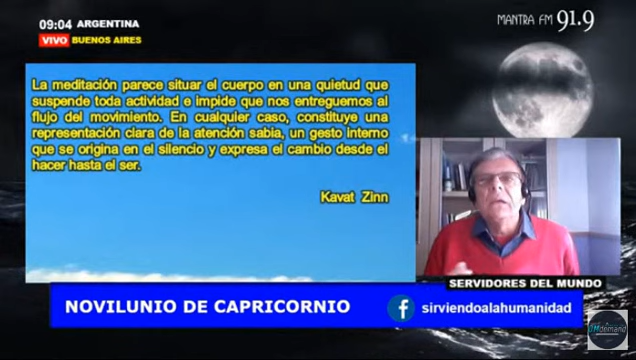 09:04 ARGENTINA
VIVO BUENOS AIRES
MANTRA FM 91.9
La meditación parece situar el cuerpo en una quietud que
suspende toda actividad e impide que nos entreguemos al
flujo del movimiento. En cualquier caso, constituye una
representación clara de la atención sabia, un gesto interno
que se origina en el silencio y expresa el cambio desde el
hacer hasta el ser.
Kavat Zinn
SERVIDORES DEL MUNDO
NOVILUNIO DE CAPRICORNIO
f sirviendoalahumanidad